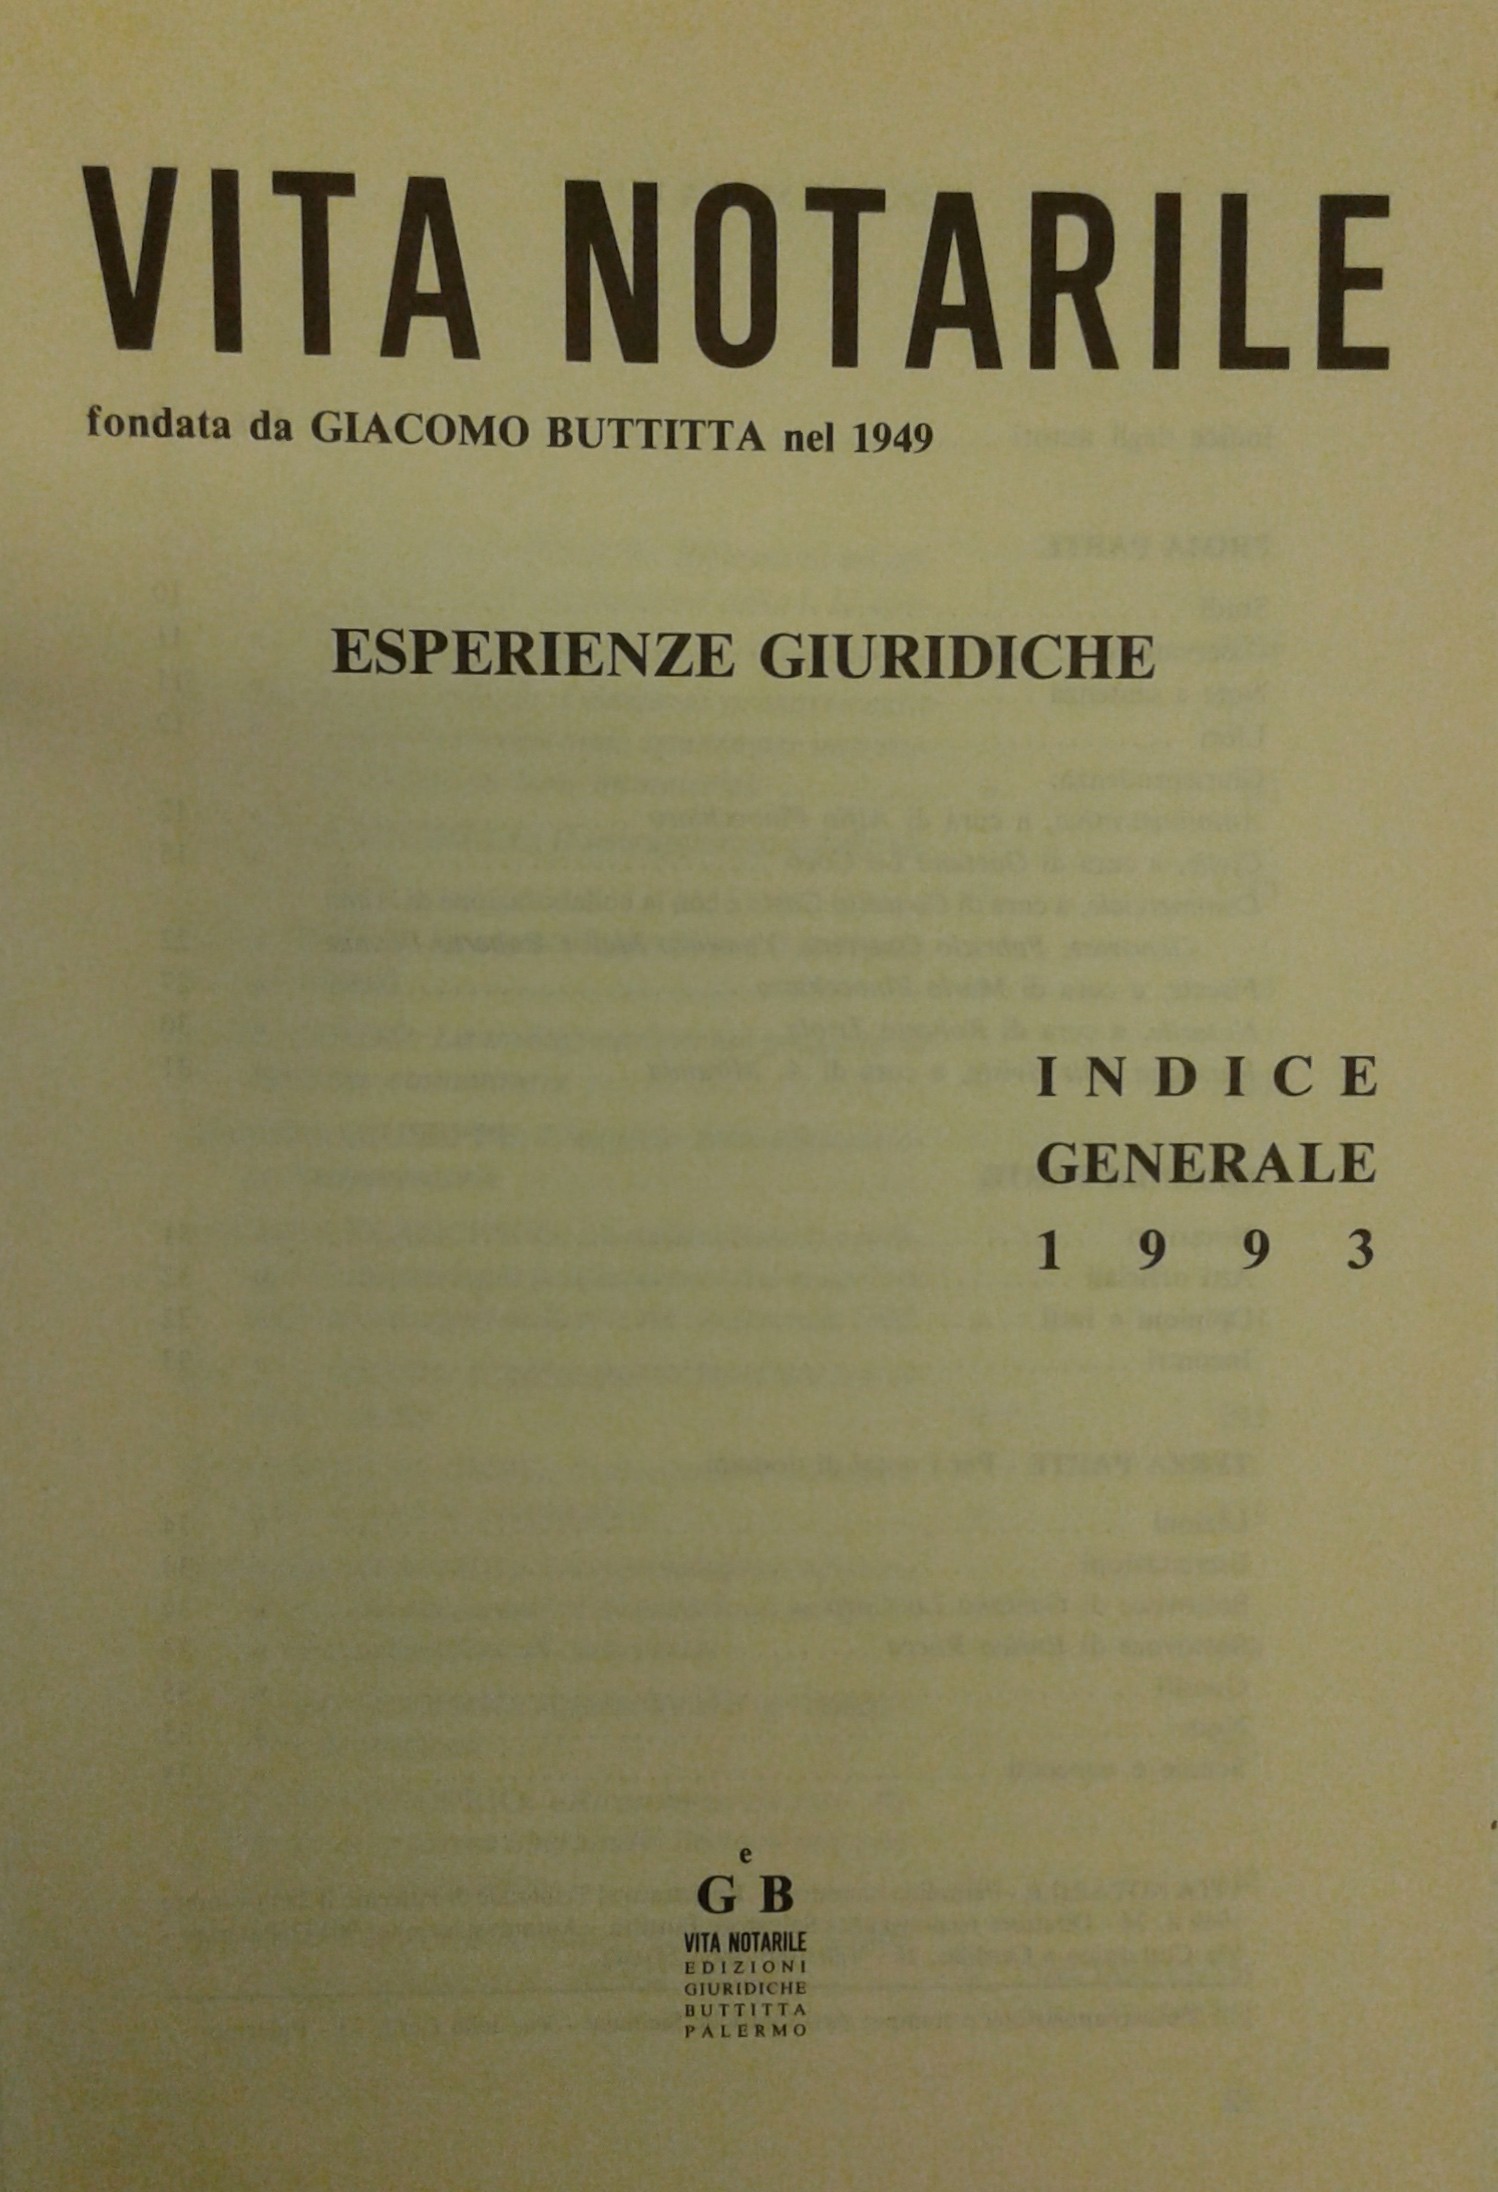 VITA NOTARILE
fondata da GIACOMO BUTTITTA nel 1949
ESPERIENZE GIURIDICHE
INDICE
GENERALE
1993
e
G B
VITA NOTARILE
EDIZIONI
GIURIDICHE
BUTTITTA
PALERMO